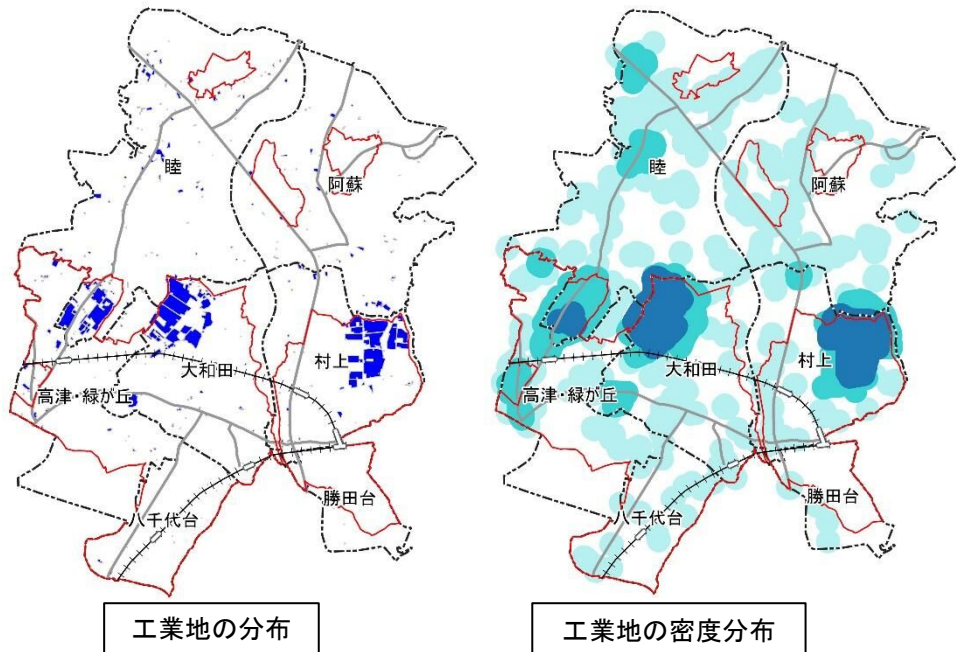 睦
阿蘇
大和田
村上
高津・緑が丘
八千代台
勝田台
工業地の分布
睦
阿蘇
大和田
村上
高津・緑が丘
八千代台
勝田台
工業地の密度分布